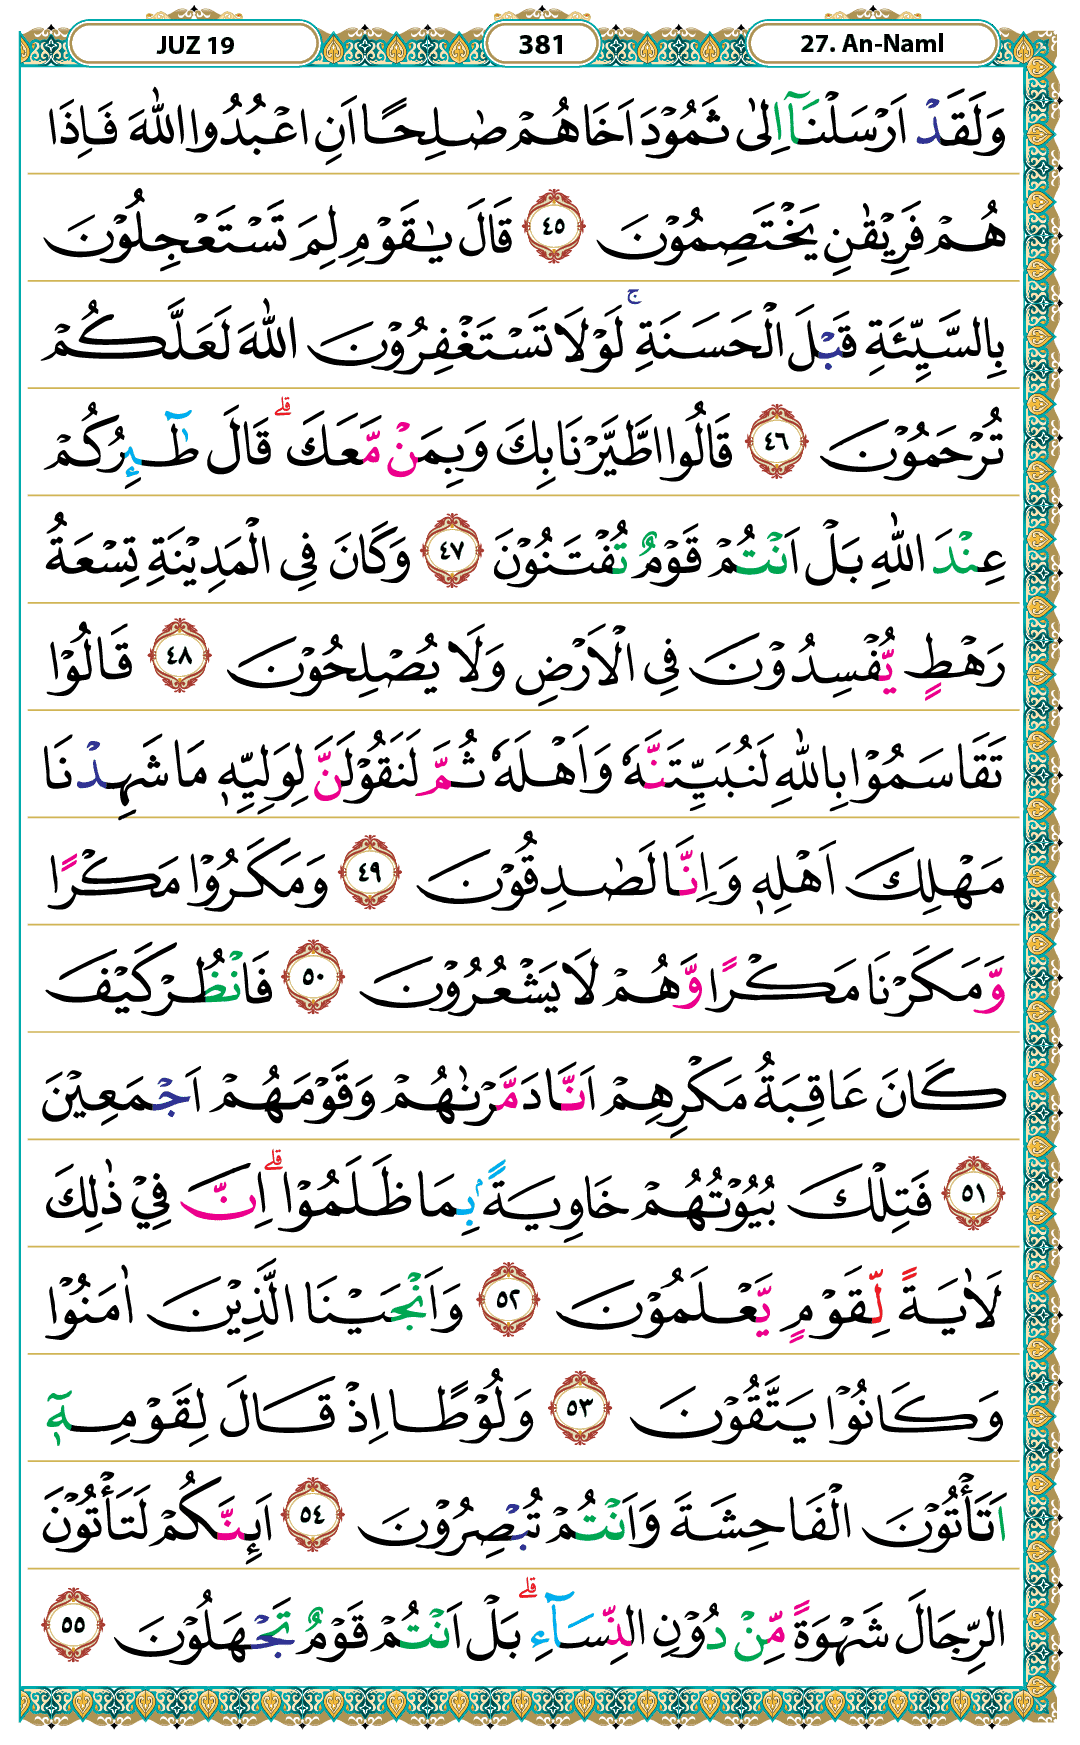 JUZ 19
381
27. An-Naml
وَلَقَدْ اَرْسَلْنَآ اِلٰى ثَمُوْدَ اَخَاهُمْ صٰلِحًا اَنِ اعْبُدُوا اللّٰهَ فَاِذَا
هُمْ فَرِيْقٰنِ يَخْتَصِمُوْنَ ٤٥ قَالَ يٰقَوْمِ لِمَ تَسْتَعْجِلُوْنَ
بِالسَّيِّئَةِ قَبْلَ الْحَسَنَةِۚ لَوْلَا تَسْتَغْفِرُوْنَ اللّٰهَ لَعَلَّكُمْ
تُرْحَمُوْنَ ٤٦ قَالُوا اطَّيَّرْنَا بِكَ وَبِمَنْ مَّعَكَۗ قَالَ طٰۤىِٕرُكُمْ
عِنْدَ اللّٰهِ بَلْ اَنْتُمْ قَوْمٌ تُفْتَنُوْنَ ٤٧ وَكَانَ فِى الْمَدِيْنَةِ تِسْعَةُ
رَهْطٍ يُّفْسِدُوْنَ فِى الْاَرْضِ وَلَا يُصْلِحُوْنَ ٤٨ قَالُوْا
تَقَاسَمُوْا بِاللّٰهِ لَنُبَيِّتَنَّهٗ وَاَهْلَهٗ ثُمَّ لَنَقُوْلَنَّ لِوَلِيِّهٖ مَا شَهِدْنَا
مَهْلِكَ اَهْلِهٖ وَاِنَّا لَصٰدِقُوْنَ ٤٩ وَمَكَرُوْا مَكْرًا
وَّمَكَرْنَا مَكْرًا وَّهُمْ لَا يَشْعُرُوْنَ ٥٠ فَانْظُرْ كَيْفَ
كَانَ عَاقِبَةُ مَكْرِهِمْ اَنَّا دَمَّرْنٰهُمْ وَقَوْمَهُمْ اَجْمَعِيْنَ
٥١ فَتِلْكَ بُيُوْتُهُمْ خَاوِيَةً ۢبِمَا ظَلَمُوْاۗ اِنَّ فِيْ ذٰلِكَ
لَاٰيَةً لِّقَوْمٍ يَّعْلَمُوْنَ ٥٢ وَاَنْجَيْنَا الَّذِيْنَ اٰمَنُوْا
وَكَانُوْا يَتَّقُوْنَ ٥٣ وَلُوْطًا اِذْ قَالَ لِقَوْمِهٖٓ
اَتَأْتُوْنَ الْفَاحِشَةَ وَاَنْتُمْ تُبْصِرُوْنَ ٥٤ اَىِٕنَّكُمْ لَتَأْتُوْنَ
الرِّجَالَ شَهْوَةً مِّنْ دُوْنِ النِّسَاۤءِۗ بَلْ اَنْتُمْ قَوْمٌ تَجْهَلُوْنَ ٥٥